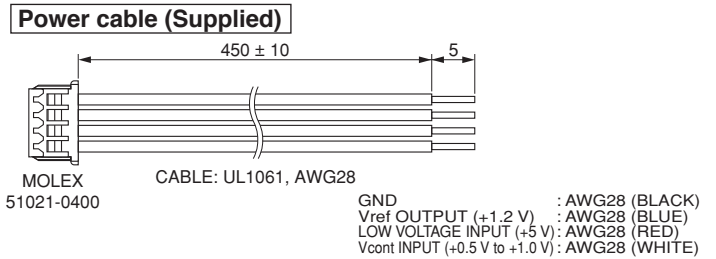 Power cable (Supplied)
450 ± 10
5
MOLEX
51021-0400
CABLE: UL1061, AWG28
GND : AWG28 (BLACK)
Vref OUTPUT (+1.2 V) : AWG28 (BLUE)
LOW VOLTAGE INPUT (+5 V) : AWG28 (RED)
Vcont INPUT (+0.5 V to +1.0 V) : AWG28 (WHITE)